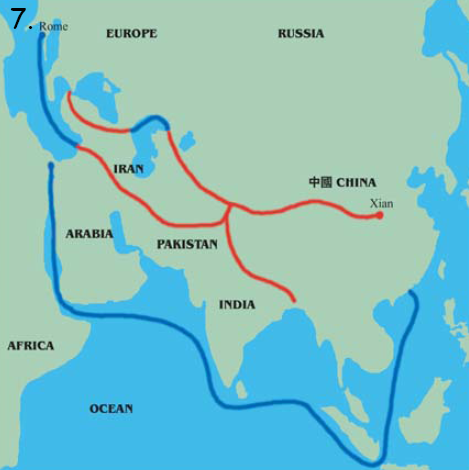 7.
Rome
EUROPE
RUSSIA
IRAN
中國 CHINA
Xian
ARABIA
PAKISTAN
INDIA
AFRICA
OCEAN